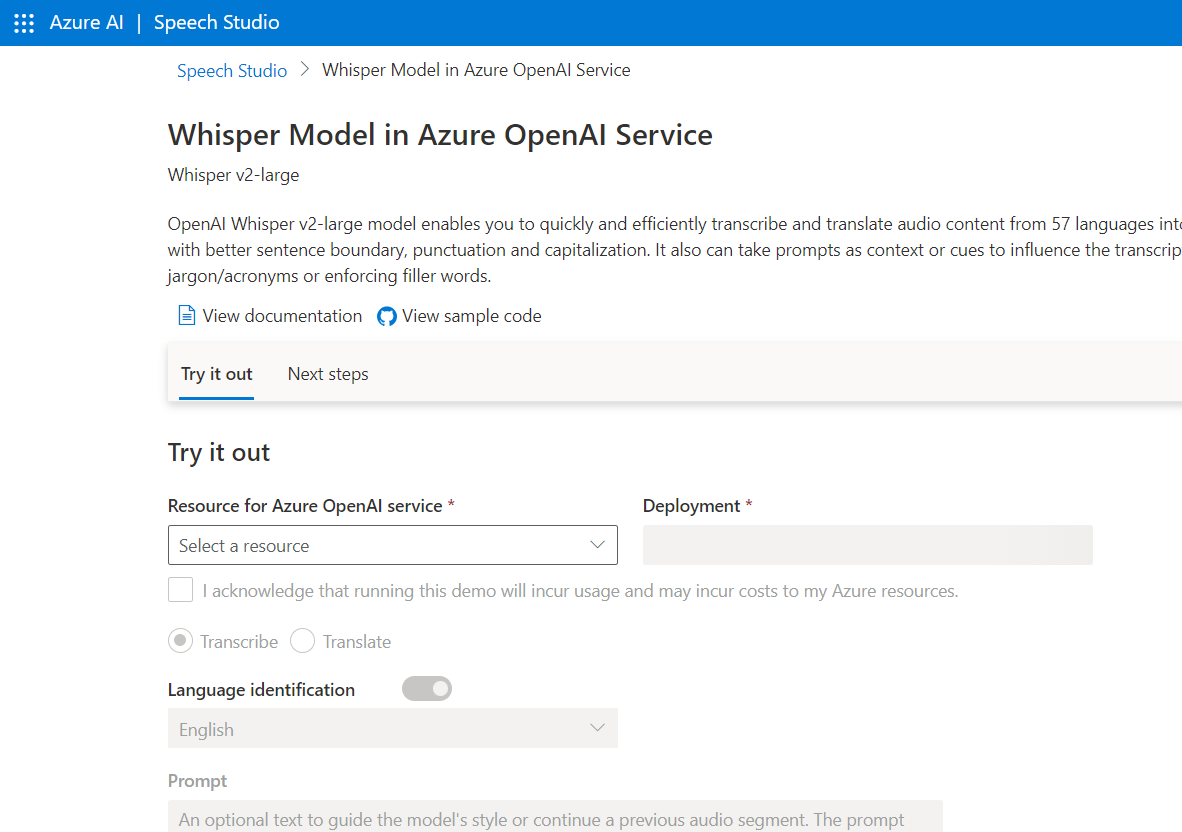 Azure AI | Speech Studio
Speech Studio > Whisper Model in Azure OpenAI Service
Whisper Model in Azure OpenAI Service
Whisper v2-large
OpenAI Whisper v2-large model enables you to quickly and efficiently transcribe and translate audio content from 57 languages
with better sentence boundary, punctuation and capitalization. It also can take prompts as context or cues to influence the
jargon/acronyms or enforcing filler words.
View documentation View sample code
Try it out Next steps
Try it out
Resource for Azure OpenAI service * Deployment *
Select a resource
I acknowledge that running this demo will incur usage and may incur costs to my Azure resources.
Transcribe Translate
Language identification
English
Prompt
An optional text to guide the model's style or continue a previous audio segment. The prompt